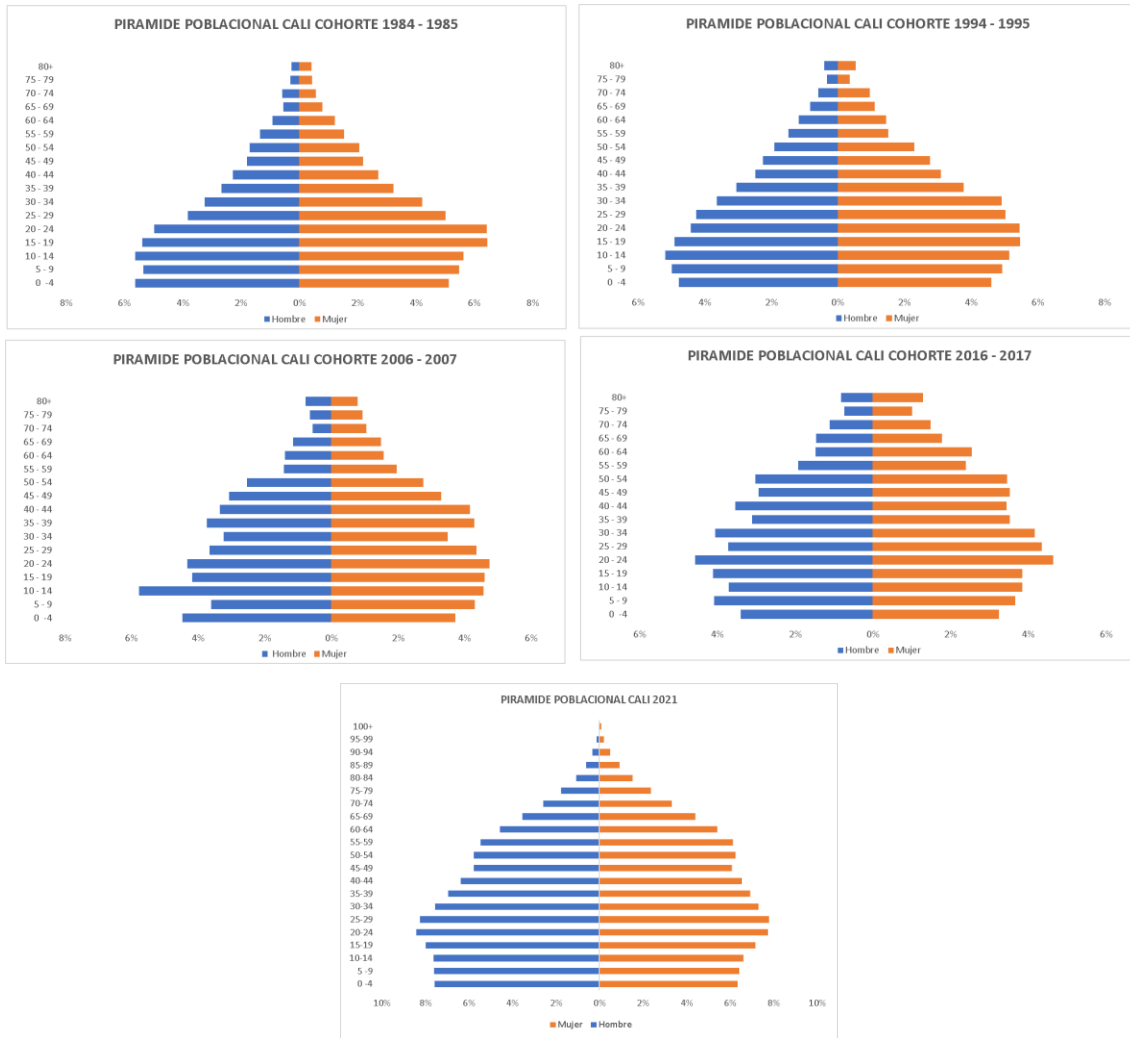 PIRAMIDE POBLACIONAL CALI COHORTE 1984 - 1985
80+
75 - 79
70 - 74
65 - 69
60 - 64
55 - 59
50 - 54
45 - 49
40 - 44
35 - 39
30 - 34
25 - 29
20 - 24
15 - 19
10 - 14
5 - 9
0 -4
8% 6% 4% 2% 0% 2% 4% 6% 8%
Hombre Mujer
PIRAMIDE POBLACIONAL CALI COHORTE 1994 - 1995
80+
75 - 79
70 - 74
65 - 69
60 - 64
55 - 59
50 - 54
45 - 49
40 - 44
35 - 39
30 - 34
25 - 29
20 - 24
15 - 19
10 - 14
5 - 9
0 -4
6% 4% 2% 0% 2% 4% 6% 8%
Hombre Mujer
PIRAMIDE POBLACIONAL CALI COHORTE 2006 - 2007
80+
75 - 79
70 - 74
65 - 69
60 - 64
55 - 59
50 - 54
45 - 49
40 - 44
35 - 39
30 - 34
25 - 29
20 - 24
15 - 19
10 - 14
5 - 9
0 -4
8% 6% 4% 2% 0% 2% 4% 6%
Hombre Mujer
PIRAMIDE POBLACIONAL CALI COHORTE 2016 - 2017
80+
75 - 79
70 - 74
65 - 69
60 - 64
55 - 59
50 - 54
45 - 49
40 - 44
35 - 39
30 - 34
25 - 29
20 - 24
15 - 19
10 - 14
5 - 9
0 -4
6% 4% 2% 0% 2% 4% 6%
Hombre Mujer
PIRAMIDE POBLACIONAL CALI 2021
100+
95-99
90-94
85-89
80-84
75-79
70-74
65-69
60-64
55-59
50-54
45-49
40-44
35-39
30-34
25-29
20-24
15-19
10-14
5 -9
0 -4
10% 8% 6% 4% 2% 0% 2% 4% 6% 8% 10%
Mujer Hombre